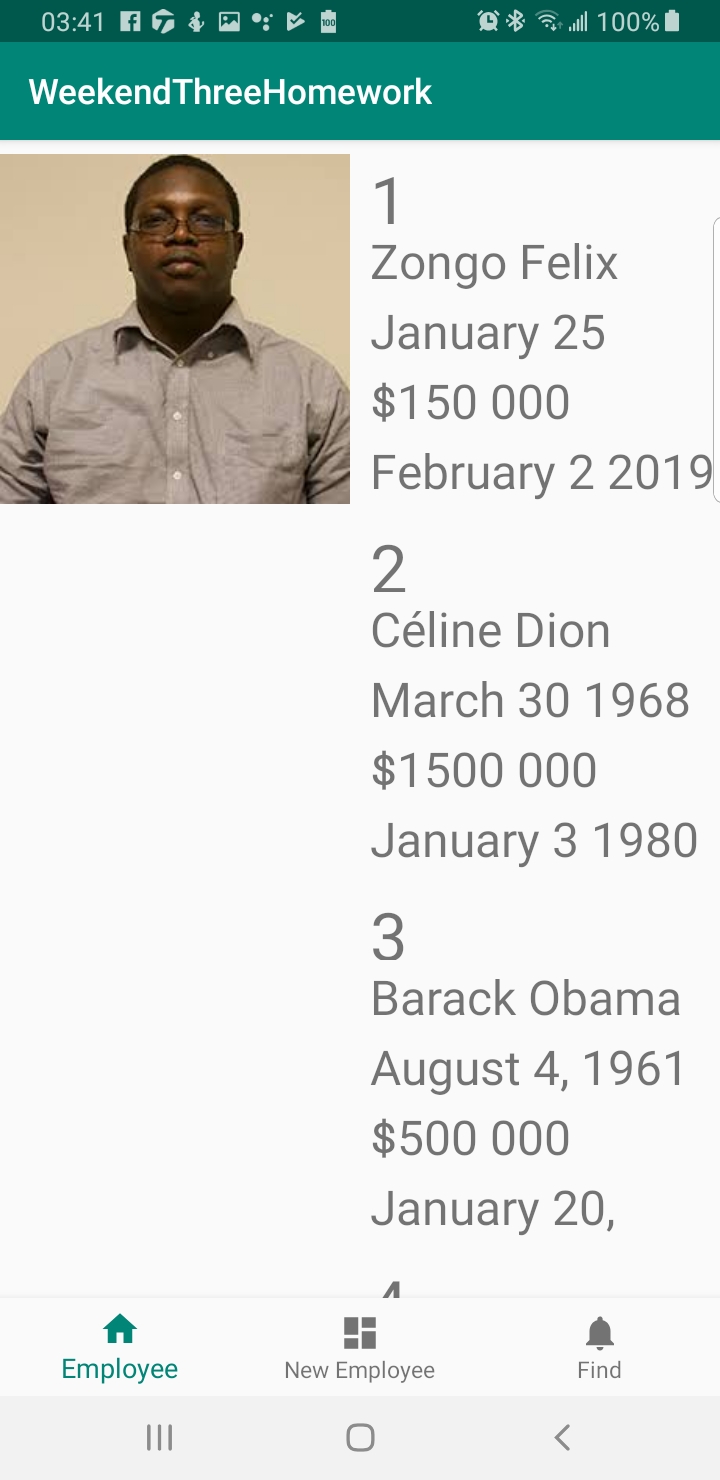 03:41 100 100%
WeekendThreeHomework
1
Zongo Felix
January 25
$150 000
February 2 2019
2
Céline Dion
March 30 1968
$1500 000
January 3 1980
3
Barack Obama
August 4, 1961
$500 000
January 20,
4
Employee New Employee Find